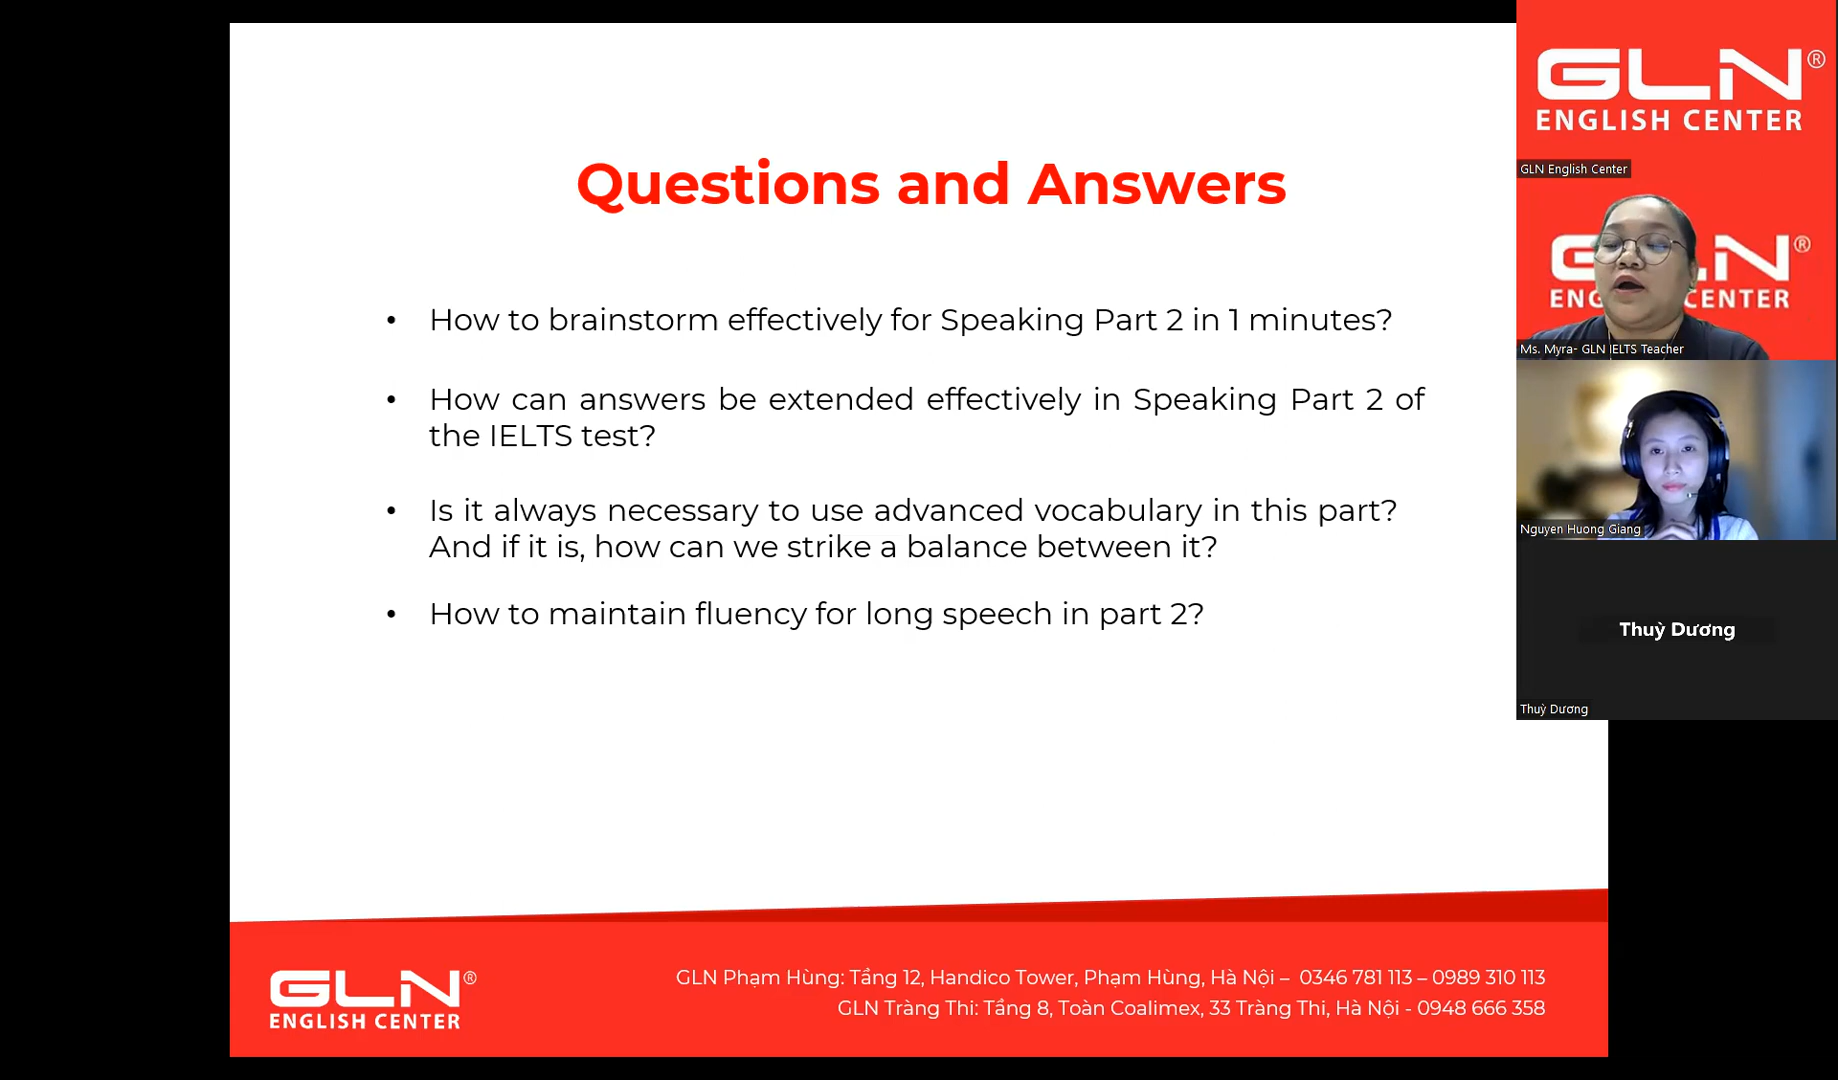 Questions and Answers
• How to brainstorm effectively for Speaking Part 2 in 1 minutes?
• How can answers be extended effectively in Speaking Part 2 of
the IELTS test?
• Is it always necessary to use advanced vocabulary in this part?
And if it is, how can we strike a balance between it?
• How to maintain fluency for long speech in part 2?
GLN®
ENGLISH CENTER
GLN Phạm Hùng: Tầng 12, Handico Tower, Phạm Hùng, Hà Nội – 0346 781 113 – 0989 310 113
GLN Tràng Thi: Tầng 8, Toàn Coalimex, 33 Tràng Thi, Hà Nội - 0948 666 358
GLN®
ENGLISH CENTER
GLN English Center
GLN®
ENG CENTER
Ms. Myra- GLN IELTS Teacher
Nguyen Huong Giang
Thuỳ Dương
Thuỳ Dương